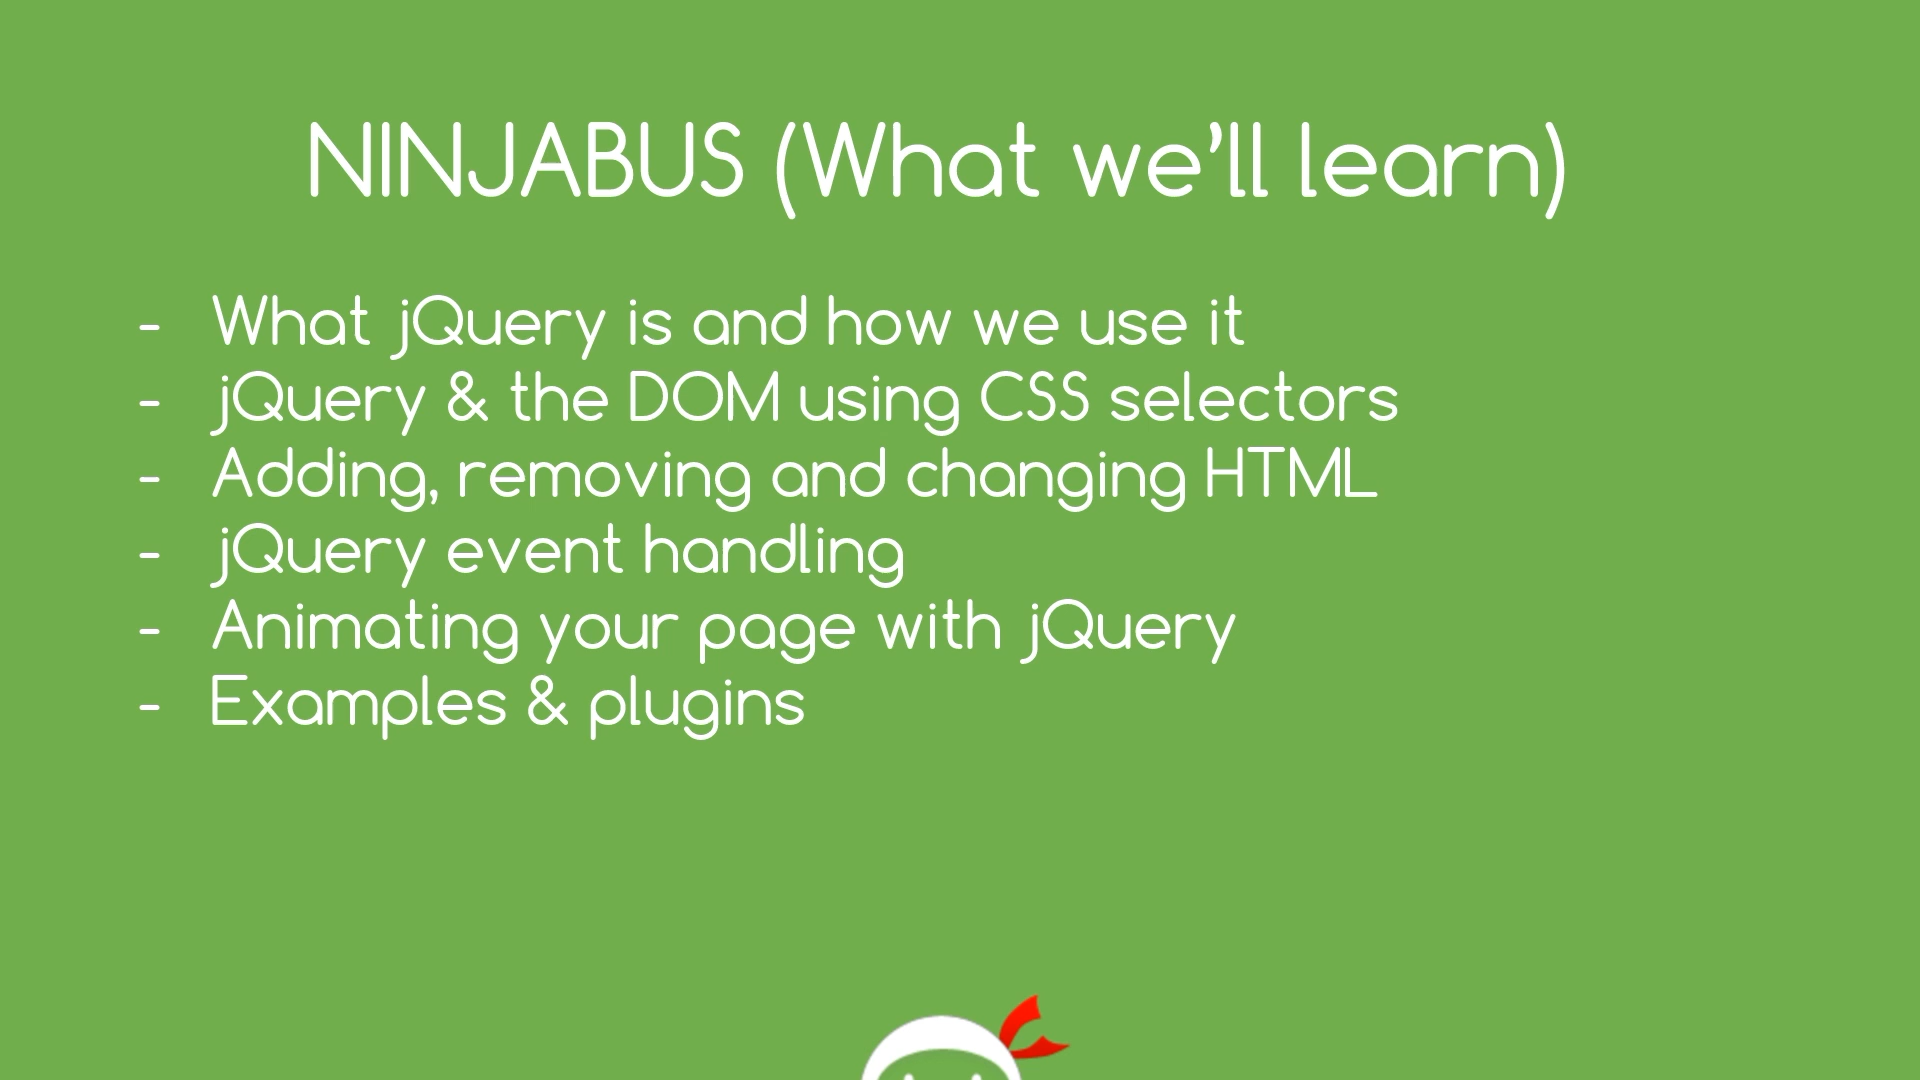 NINJABUS (What we’ll learn)
- What jQuery is and how we use it
- jQuery & the DOM using CSS selectors
- Adding, removing and changing HTML
- jQuery event handling
- Animating your page with jQuery
- Examples & plugins